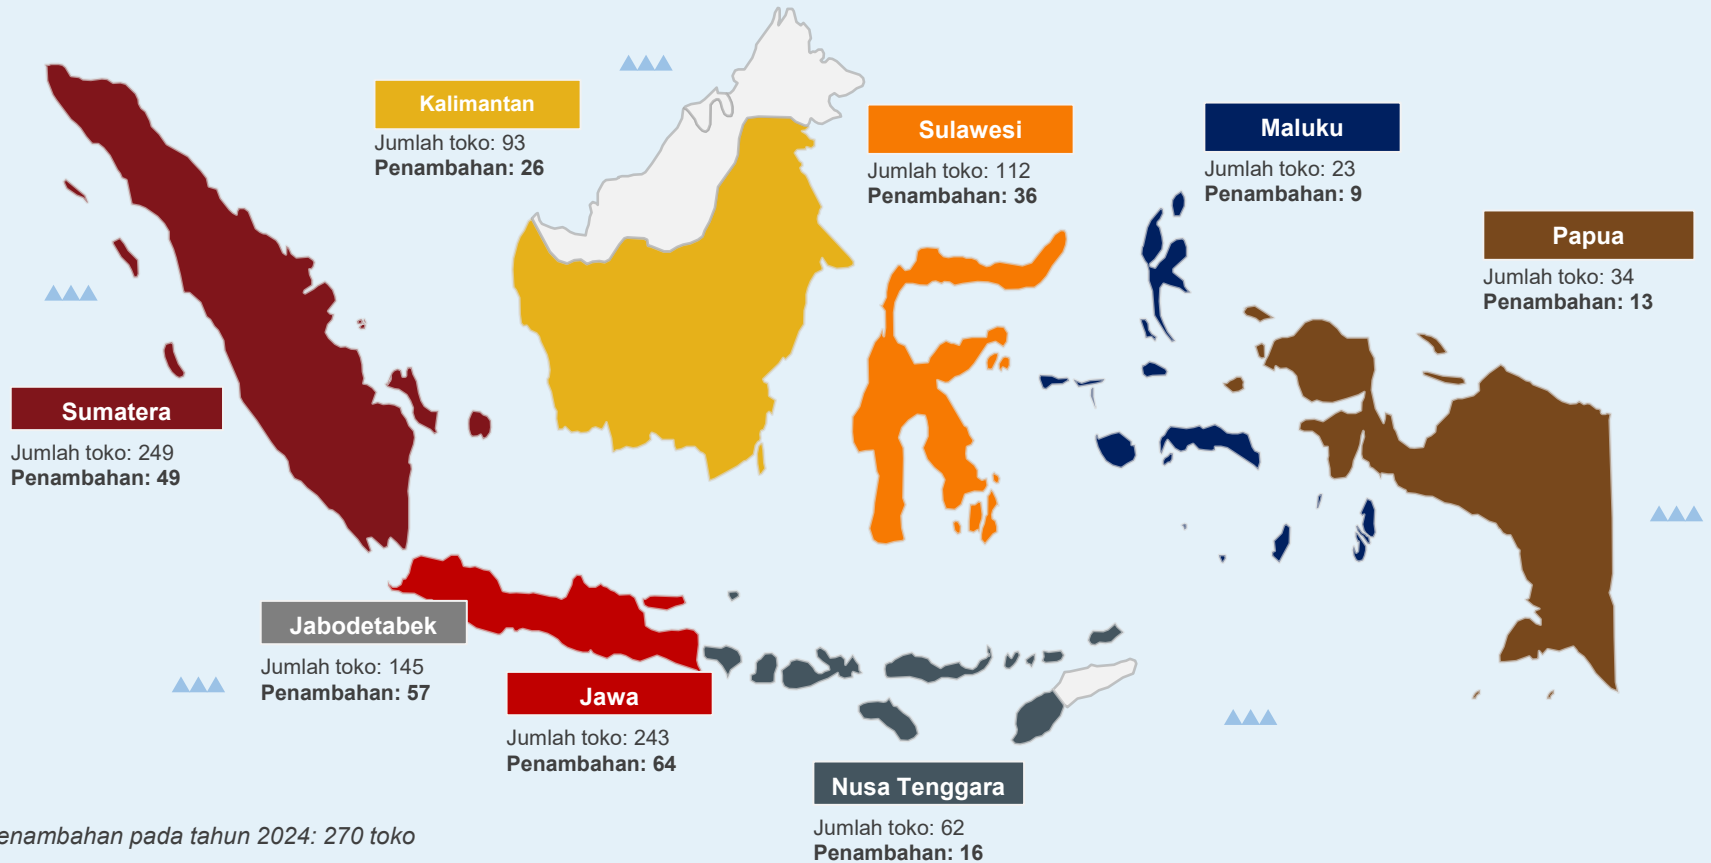 Kalimantan
Jumlah toko: 93
Penambahan: 26
Sulawesi
Jumlah toko: 112
Penambahan: 36
Maluku
Jumlah toko: 23
Penambahan: 9
Papua
Jumlah toko: 34
Penambahan: 13
Sumatera
Jumlah toko: 249
Penambahan: 49
Jabodetabek
Jumlah toko: 145
Penambahan: 57
Jawa
Jumlah toko: 243
Penambahan: 64
Nusa Tenggara
Jumlah toko: 62
Penambahan: 16
enambahan pada tahun 2024: 270 toko